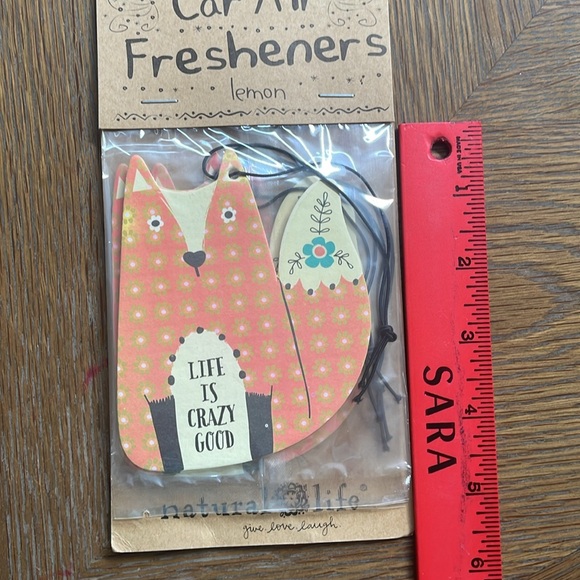 Car Air
Fresheners
lemon
LIFE
IS
CRAZY
GOOD
natural life
give. love. laugh.
MADE IN U.S.A.
1
2
3
4
5
6
SARA